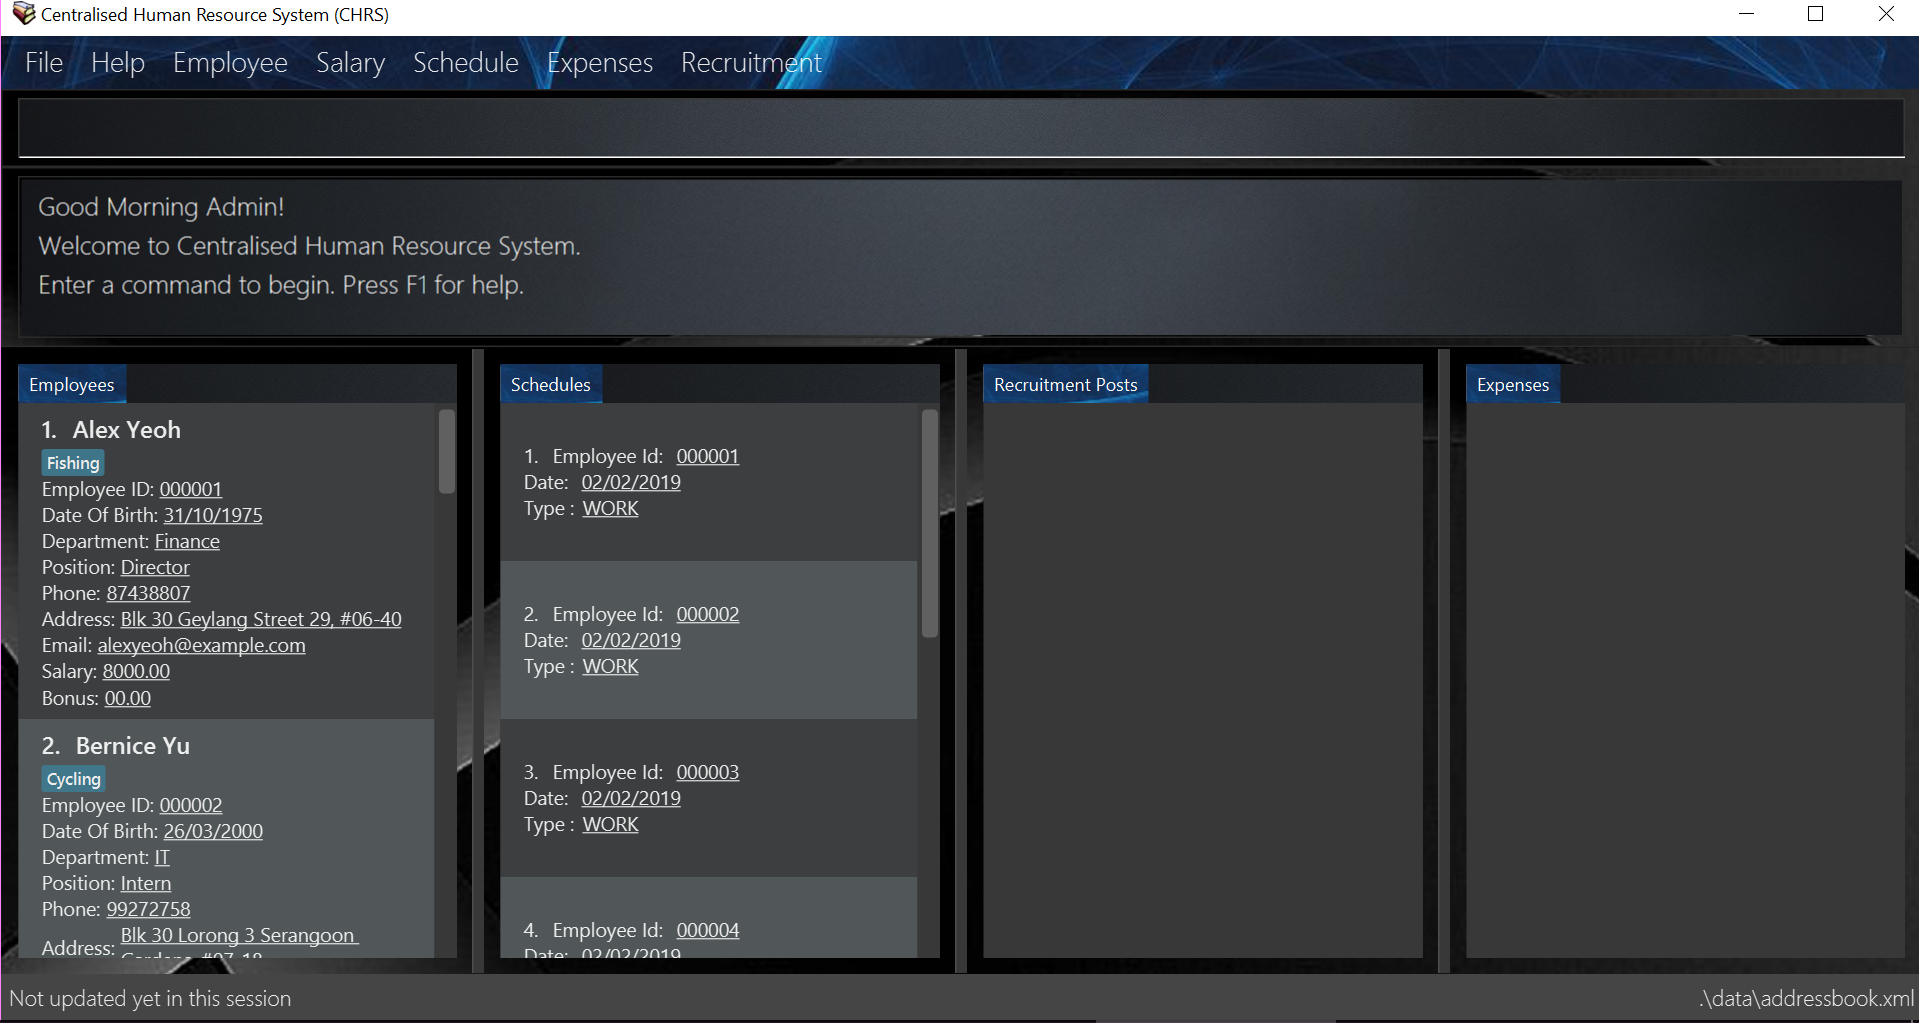 Centralised Human Resource System (CHRS)
File Help Employee Salary Schedule Expenses Recruitment
Good Morning Admin!
Welcome to Centralised Human Resource System.
Enter a command to begin. Press F1 for help.
Employees
1. Alex Yeoh
Fishing
Employee ID: 000001
Date Of Birth: 31/10/1975
Department: Finance
Position: Director
Phone: 87438807
Address: Blk 30 Geylang Street 29, #06-40
Email: alexyeoh@example.com
Salary: 8000.00
Bonus: 00.00
2. Bernice Yu
Cycling
Employee ID: 000002
Date Of Birth: 26/03/2000
Department: IT
Position: Intern
Phone: 99272758
Address: Blk 30 Lorong 3 Serangoon
Gardens, #07-18
Schedules
1. Employee Id: 000001
Date: 02/02/2019
Type : WORK
2. Employee Id: 000002
Date: 02/02/2019
Type : WORK
3. Employee Id: 000003
Date: 02/02/2019
Type : WORK
4. Employee Id: 000004
Date: 02/02/2019
Recruitment Posts
Expenses
Not updated yet in this session
.\data\addressbook.xml